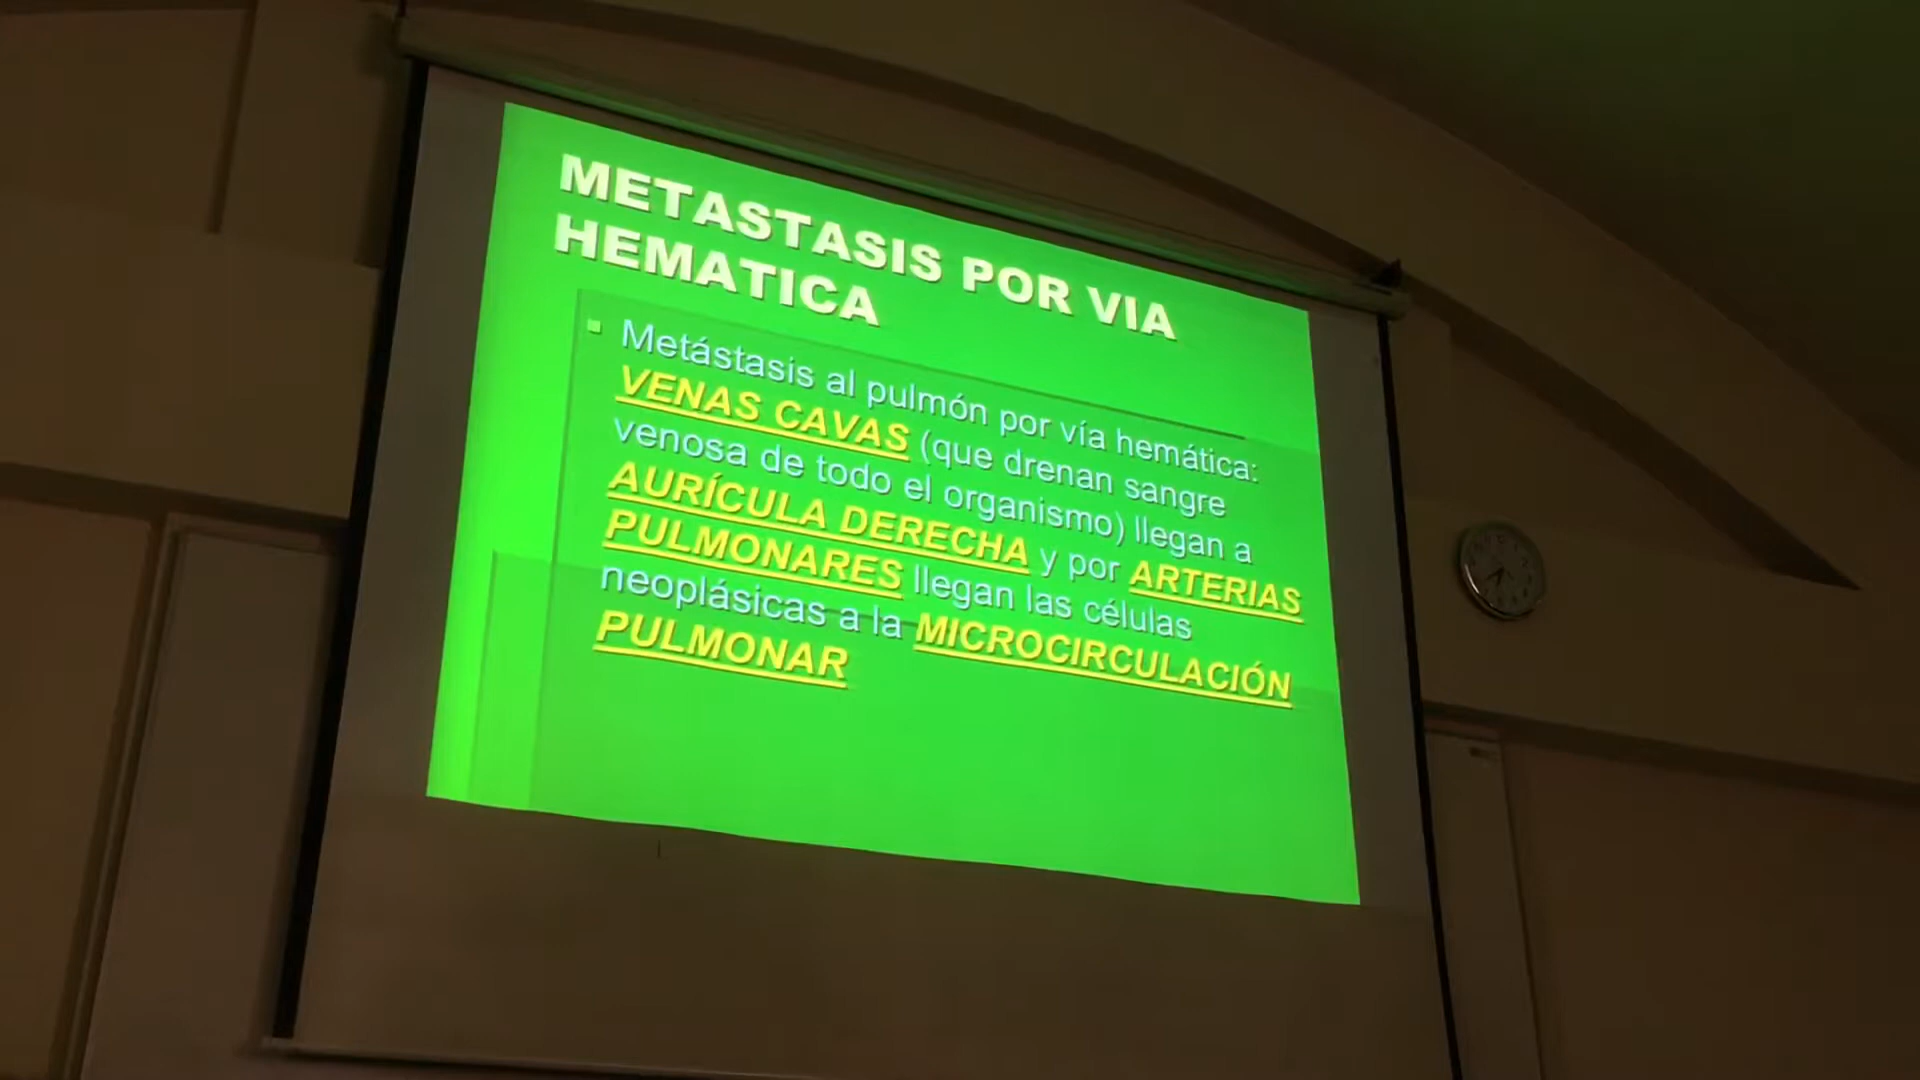 METASTASIS POR VIA
HEMATICA
Metástasis al pulmón por vía hemática:
VENAS CAVAS (que drenan sangre
venosa de todo el organismo) llegan a
AURÍCULA DERECHA y por ARTERIAS
PULMONARES llegan las células
neoplásicas a la MICROCIRCULACIÓN
PULMONAR